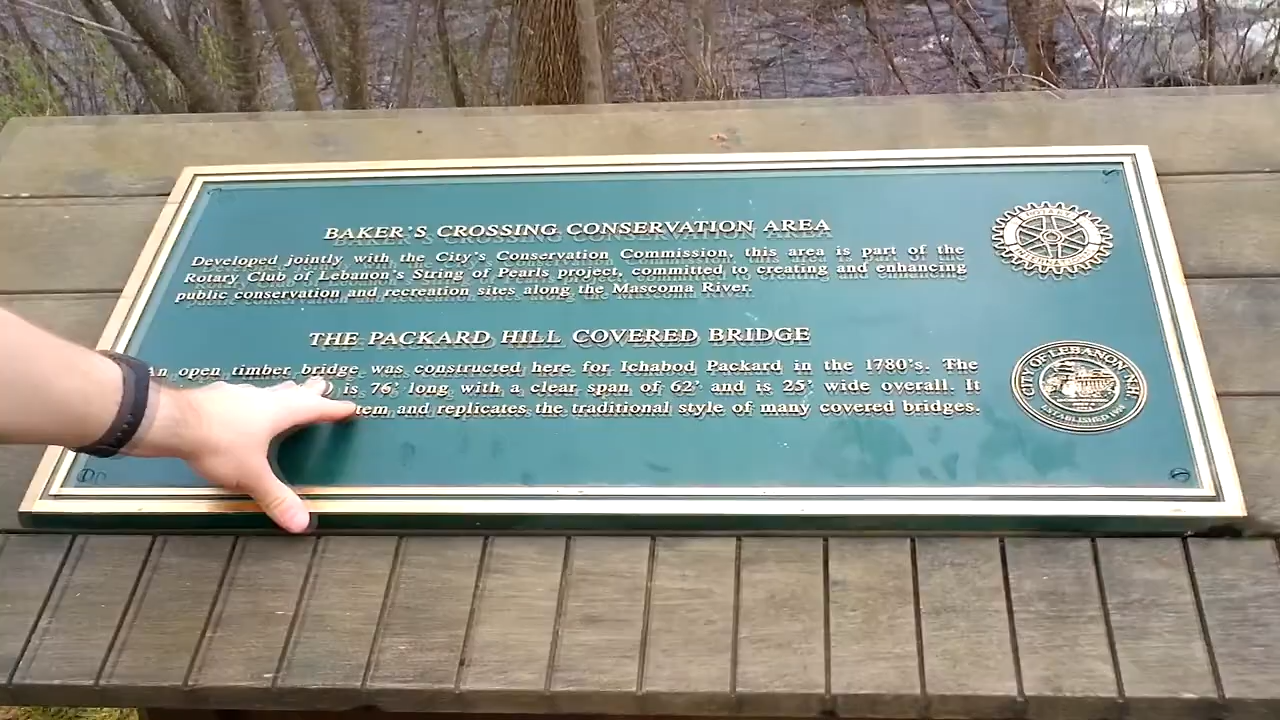 BAKER'S CROSSING CONSERVATION AREA
Developed jointly with the City's Conservation Commission, this area is part of the
Rotary Club of Lebanon's String of Pearls project, committed to creating and enhancing
public conservation and recreation sites along the Mascoma River.
THE PACKARD HILL COVERED BRIDGE
An open timber bridge was constructed here for Ichabod Packard in the 1780's. The
is 76' long with a clear span of 62' and is 25' wide overall. It
tem and replicates the traditional style of many covered bridges.
ROTARY
INTERNATIONAL
CITY OF LEBANON, N.H.
ESTABLISHED